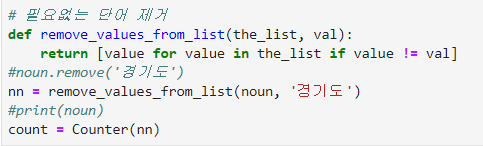 # 필요없는 단어 제거
def remove_values_from_list(the_list, val):
    return [value for value in the_list if value != val]
#noun.remove('경기도')
nn = remove_values_from_list(noun, '경기도')
#print(noun)
count = Counter(nn)